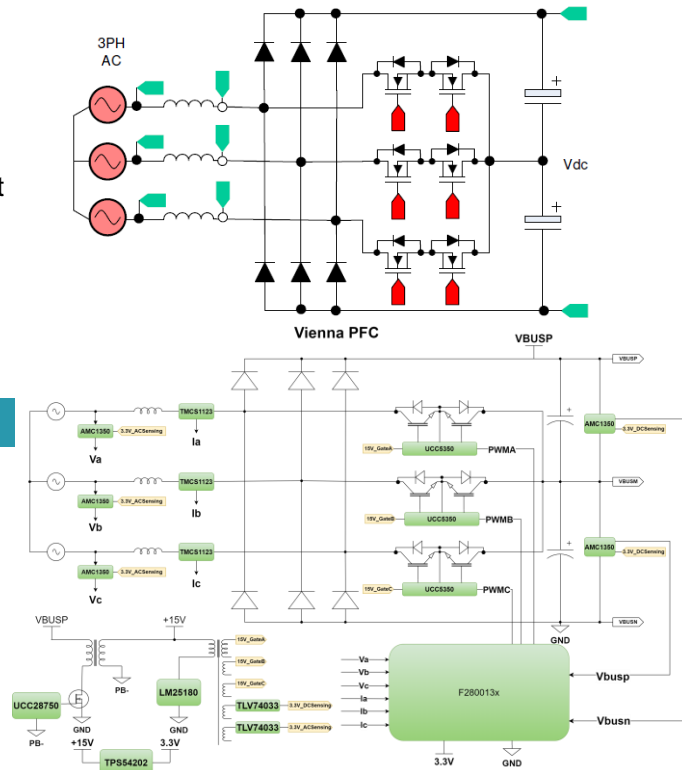 3PH
AC
t
+
Vdc
+
Vienna PFC
VBUSP
VBUSP
TMCS1123
+
AMC1350
AMC1350
3.3V_ACSensing
3.3V_DCSensing
Ia
Va
15V_GateA
UCC5350
PWMA
TMCS1123
VBUSM
AMC1350
3.3V_ACSensing
Ib
Vb
15V_GateB
UCC5350
PWMB
TMCS1123
+
AMC1350
AMC1350
3.3V_ACSensing
3.3V_DCSensing
Ic
Vc
15V_GateC
UCC5350
PWMC
VBUSN
GND
VBUSP
+15V
15V_GateA
15V_GateB
15V_GateC
PB-
UCC28750
LM25180
TLV74033
3.3V_DCSensing
TLV74033
3.3V_ACSensing
GND
GND
PB-
+15V
3.3V
TPS54202
Va
Vb
Vc
Ia
Ib
Ic
F280013x
Vbusp
Vbusn
3.3V
GND